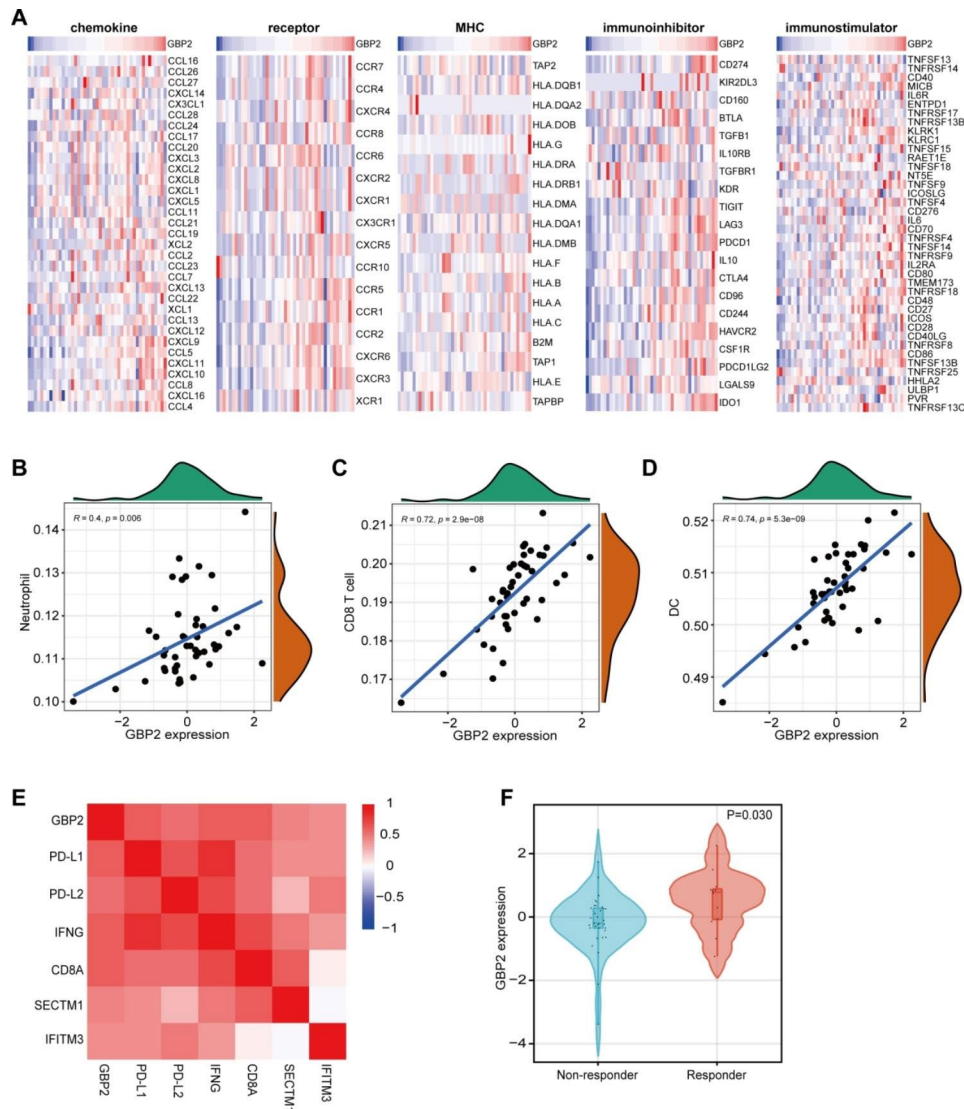 A
chemokine
GBP2
CCL16
CCL26
CCL27
CXCL14
CX3CL1
CCL28
CCL24
CCL17
CCL20
CXCL3
CXCL2
CXCL8
CXCL1
CXCL5
CCL11
CCL21
CCL19
XCL2
CCL2
CCL23
CCL7
CXCL13
CCL22
XCL1
CCL13
CXCL12
CXCL9
CCL5
CXCL11
CXCL10
CCL8
CXCL16
CCL4
receptor
GBP2
CCR7
CCR4
CXCR4
CCR8
CCR6
CXCR2
CXCR1
CX3CR1
CXCR5
CCR10
CCR5
CCR1
CCR2
CXCR6
CXCR3
XCR1
MHC
GBP2
TAP2
HLA.DQB1
HLA.DQA2
HLA.DOB
HLA.G
HLA.DRA
HLA.DRB1
HLA.DMA
HLA.DQA1
HLA.DMB
HLA.F
HLA.B
HLA.A
HLA.C
B2M
TAP1
HLA.E
TAPBP
immunoinhibitor
GBP2
CD274
KIR2DL3
CD160
BTLA
TGFB1
IL10RB
TGFBR1
KDR
TIGIT
LAG3
PDCD1
IL10
CTLA4
CD96
CD244
HAVCR2
CSF1R
PDCD1LG2
LGALS9
IDO1
immunostimulator
GBP2
TNFSF13
TNFRSF14
CD40
MICB
IL6R
ENTPD1
TNFRSF17
TNFRSF13B
KLRK1
KLRC1
TNFSF15
RAET1E
TNFSF18
NT5E
TNFSF9
ICOSLG
TNFSF4
CD276
IL6
CD70
TNFRSF4
TNFSF14
TNFRSF9
IL2RA
CD80
TMEM173
TNFRSF18
CD48
CD27
ICOS
CD28
CD40LG
TNFRSF8
CD86
TNFSF13B
TNFRSF25
HHLA2
ULBP1
PVR
TNFRSF13C
B
R = 0.4, p = 0.006
Neutrophil
0.14
0.13
0.12
0.11
0.10
−2
0
2
GBP2 expression
C
R = 0.72, p = 2.9e−08
CD8 T cell
0.21
0.20
0.19
0.18
0.17
−2
0
2
GBP2 expression
D
R = 0.74, p = 5.3e−09
DC
0.52
0.51
0.50
0.49
−2
0
2
GBP2 expression
E
GBP2
PD-L1
PD-L2
IFNG
CD8A
SECTM1
IFITM3
GBP2
PD-L1
PD-L2
IFNG
CD8A
SECTM1
IFITM3
1
0.5
0
−0.5
−1
F
P=0.030
GBP2 expression
2
0
−2
−4
Non-responder
Responder